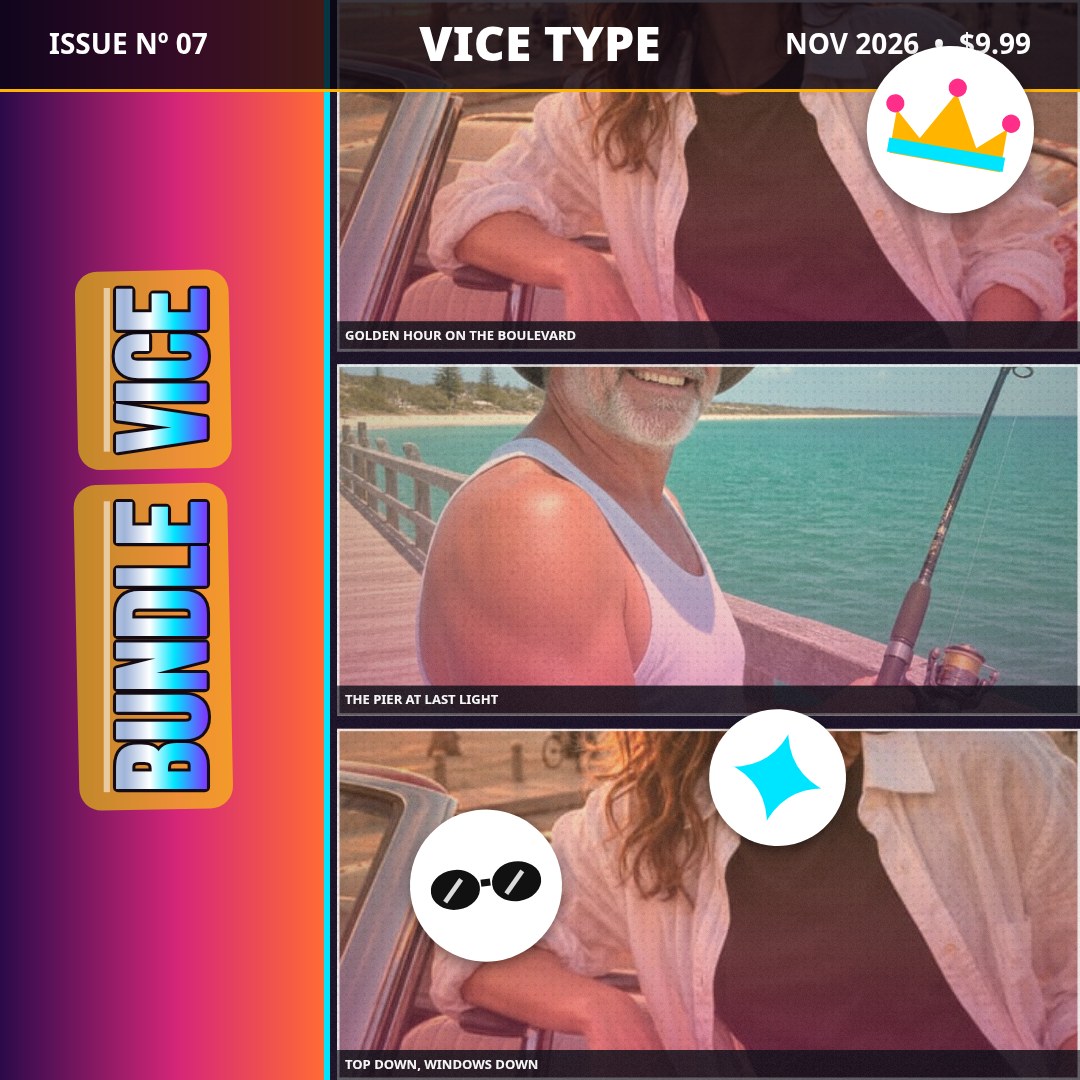 ISSUE Nº 07
VICE TYPE
NOV 2026 • $9.99
BUNDLE VICE
GOLDEN HOUR ON THE BOULEVARD
THE PIER AT LAST LIGHT
TOP DOWN, WINDOWS DOWN